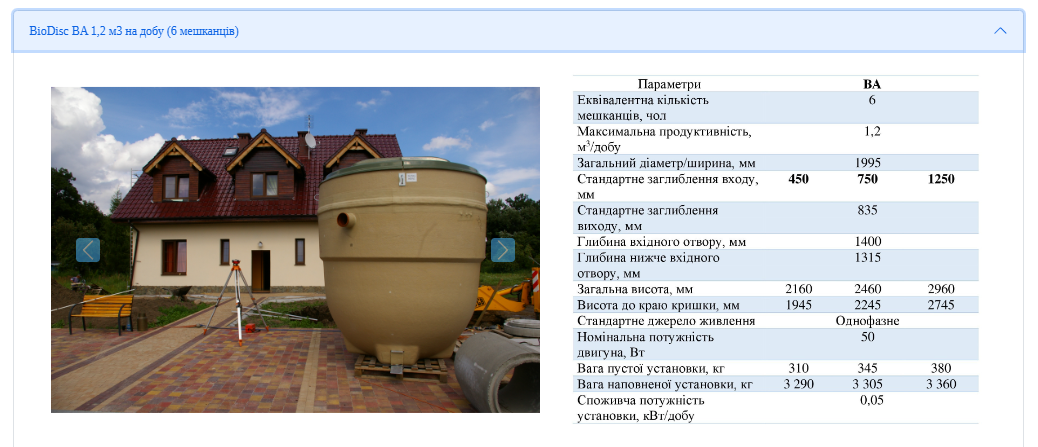 BioDisc BA 1,2 м3 на добу (6 мешканців)
Параметри BA
Еквівалентна кількість 6
мешканців, чол
Максимальна продуктивність, 1,2
м³/добу
Загальний діаметр/ширина, мм 1995
Стандартне заглиблення входу, 450 750 1250
мм
Стандартне заглиблення 835
виходу, мм
Глибина вхідного отвору, мм 1400
Глибина нижче вхідного 1315
отвору, мм
Загальна висота, мм 2160 2460 2960
Висота до краю кришки, мм 1945 2245 2745
Стандартне джерело живлення Однофазне
Номінальна потужність 50
двигуна, Вт
Вага пустої установки, кг 310 345 380
Вага наповненої установки, кг 3 290 3 305 3 360
Споживча потужність 0,05
установки, кВт/добу